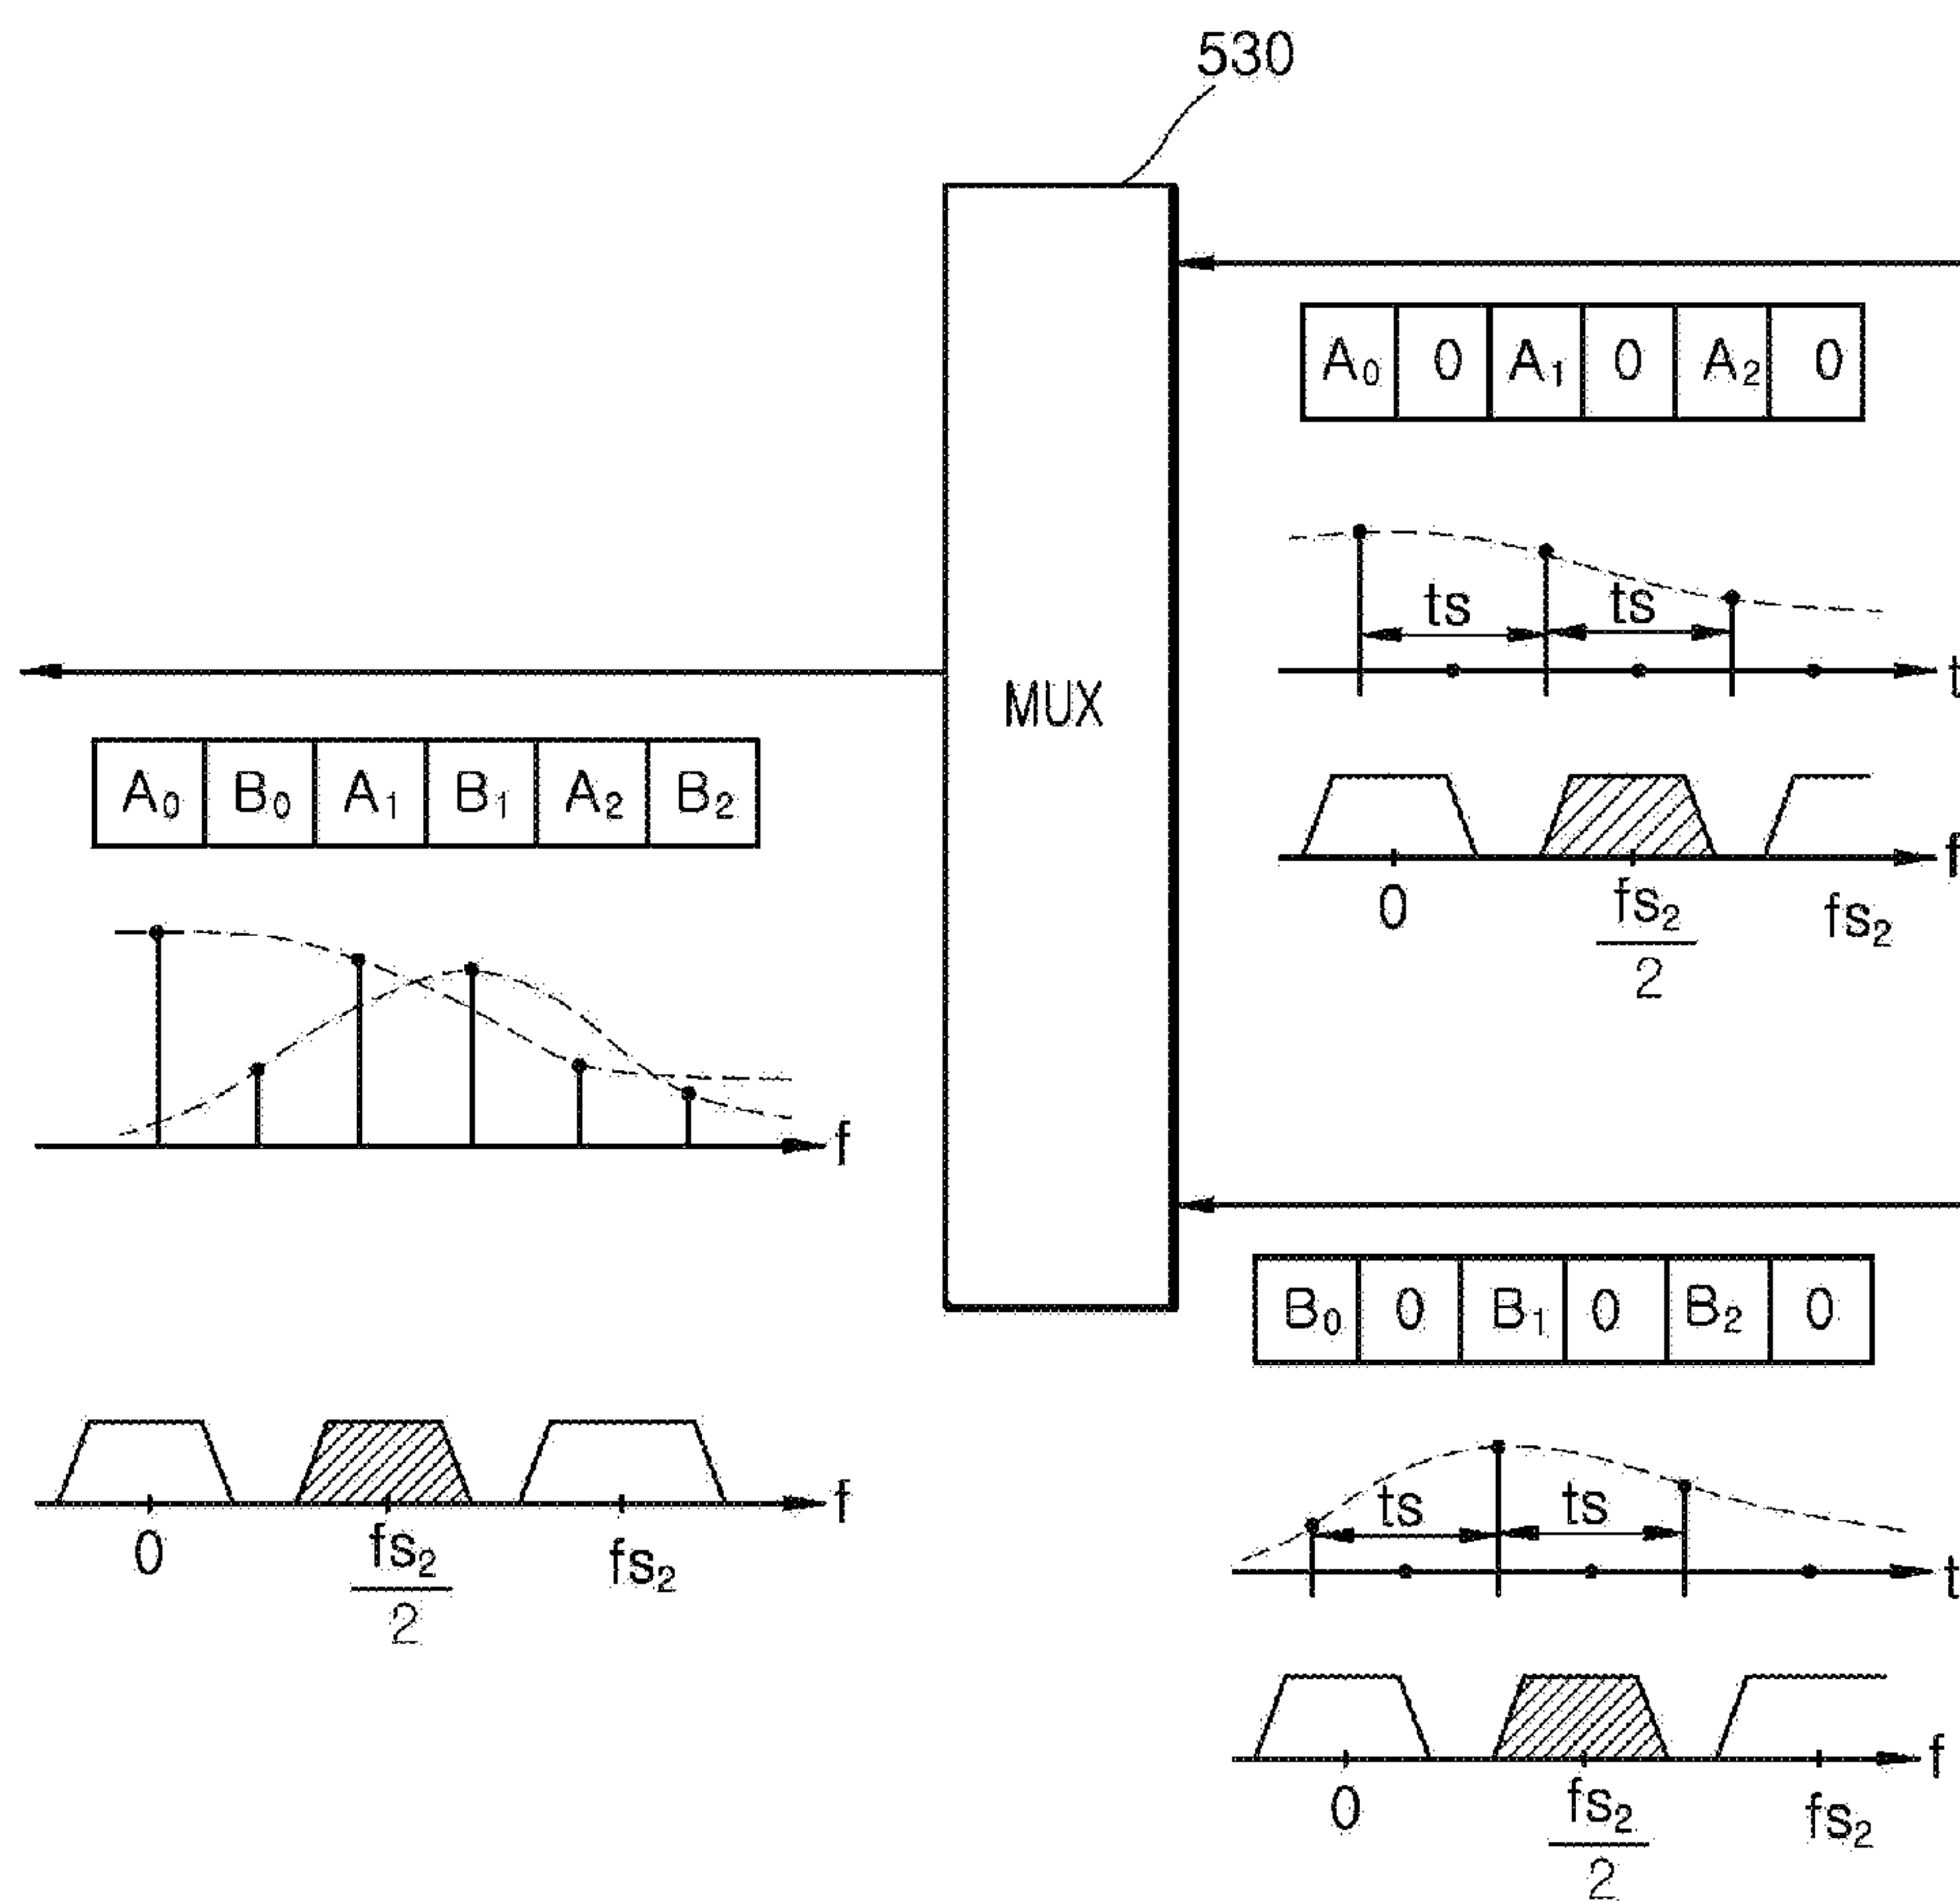 530
MUX
A₀ 0 A₁ 0 A₂ 0
ts ts
t
f
0 fs₂/2 fs₂
A₀ B₀ A₁ B₁ A₂ B₂
f
f
0 fs₂/2 fs₂
B₀ 0 B₁ 0 B₂ 0
ts ts
t
f
0 fs₂/2 fs₂